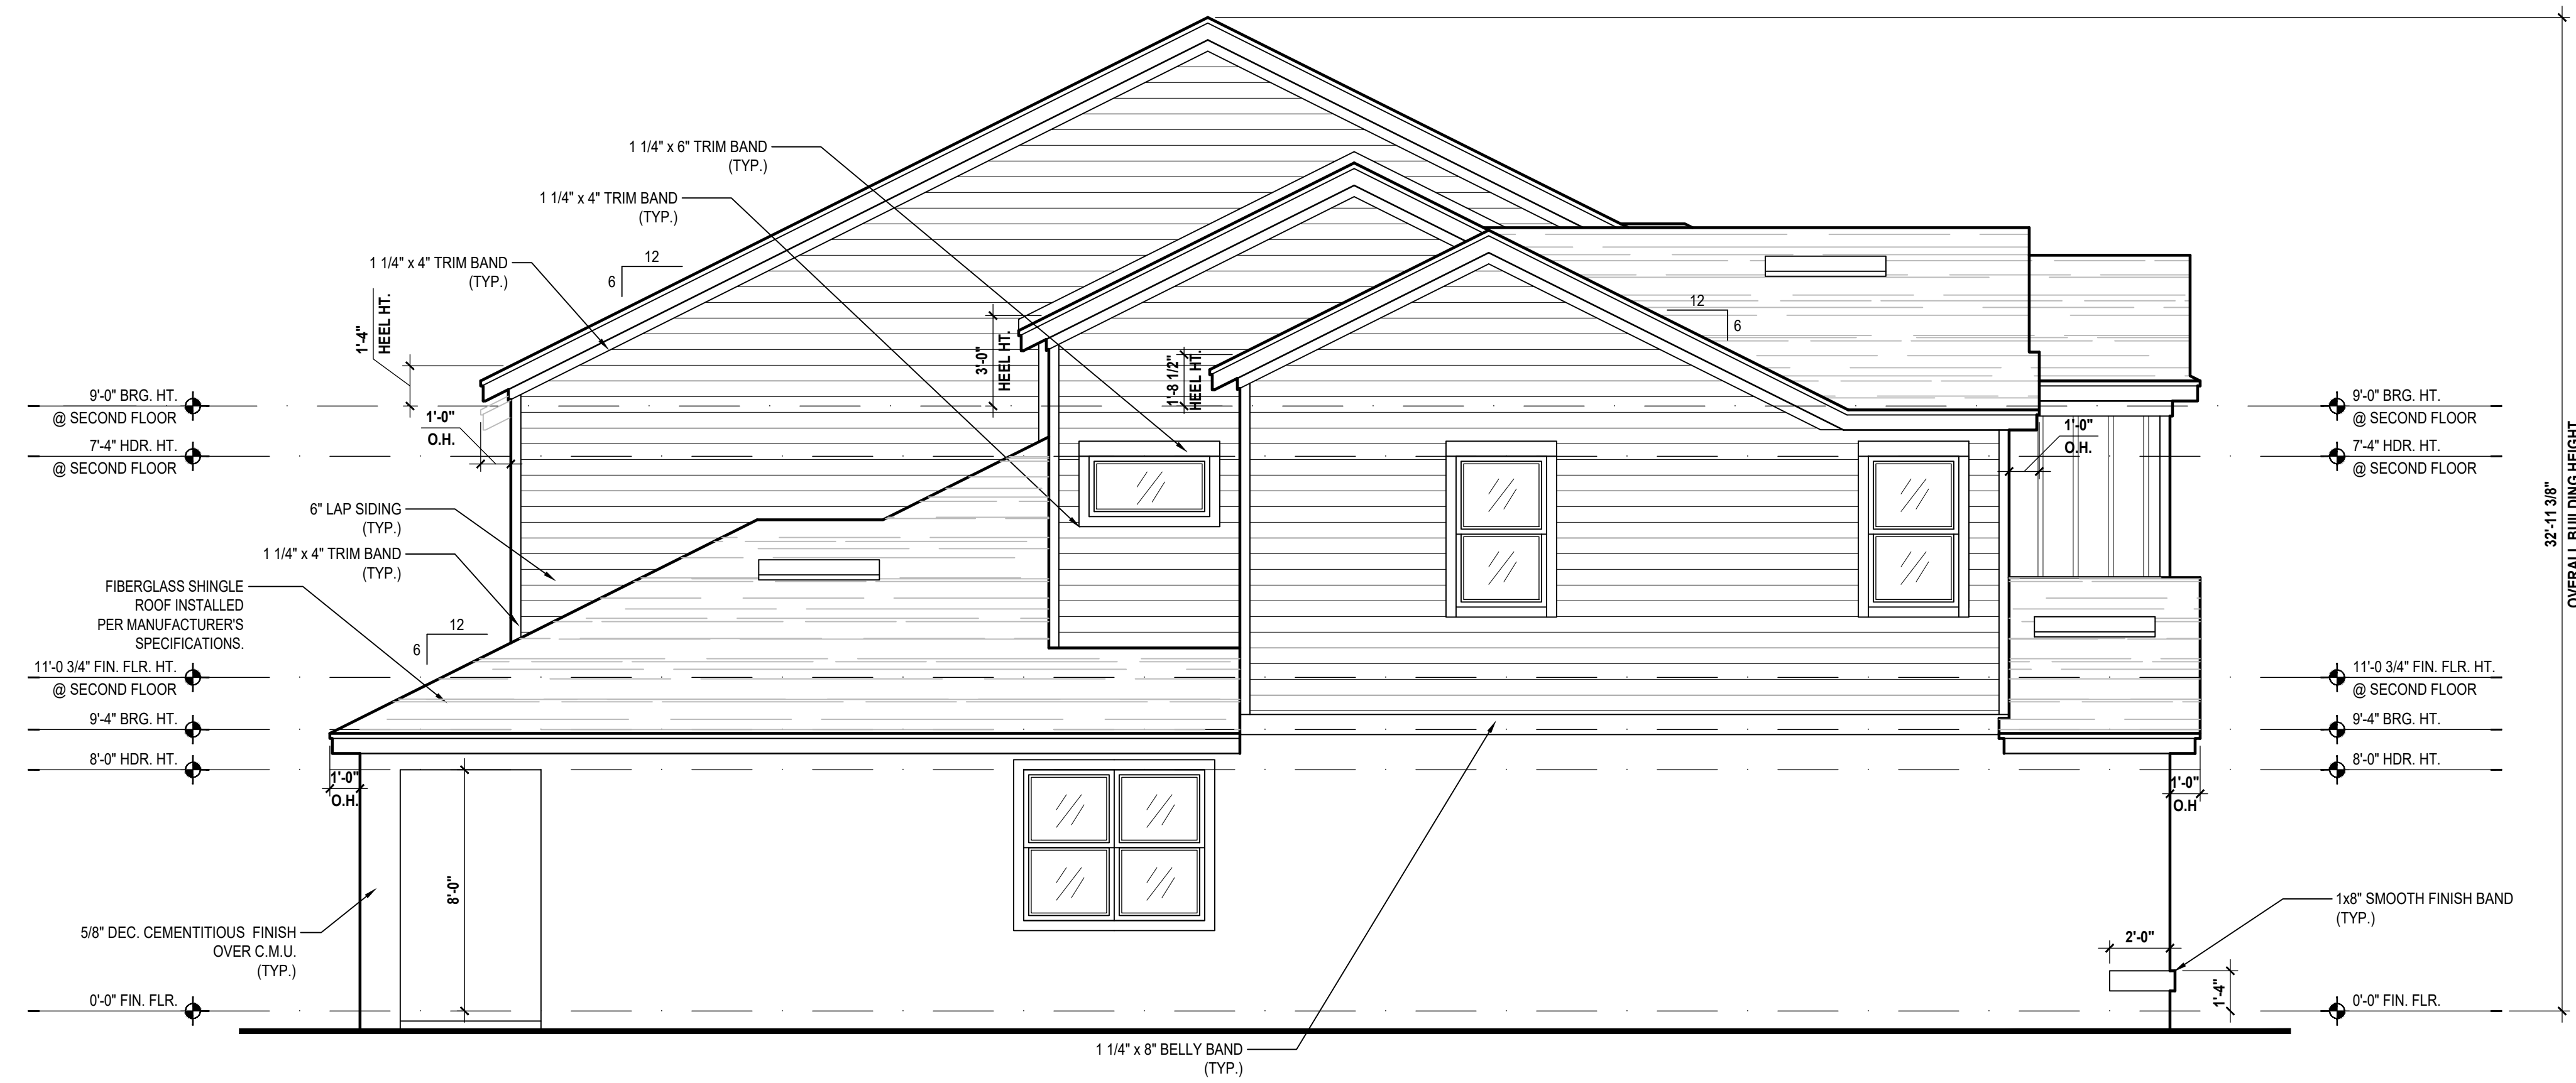 1 1/4" x 6" TRIM BAND
(TYP.)
1 1/4" x 4" TRIM BAND
(TYP.)
1 1/4" x 4" TRIM BAND
(TYP.)
12
6
1'-4"
HEEL HT.
3'-0"
HEEL HT.
1'-8 1/2"
HEEL HT.
12
6
9'-0" BRG. HT.
@ SECOND FLOOR
7'-4" HDR. HT.
@ SECOND FLOOR
1'-0"
O.H.
6" LAP SIDING
(TYP.)
1 1/4" x 4" TRIM BAND
(TYP.)
FIBERGLASS SHINGLE
ROOF INSTALLED
PER MANUFACTURER'S
SPECIFICATIONS.
12
6
11'-0 3/4" FIN. FLR. HT.
@ SECOND FLOOR
9'-4" BRG. HT.
8'-0" HDR. HT.
1'-0"
O.H.
8'-0"
5/8" DEC. CEMENTITIOUS FINISH
OVER C.M.U.
(TYP.)
0'-0" FIN. FLR.
1 1/4" x 8" BELLY BAND
(TYP.)
9'-0" BRG. HT.
@ SECOND FLOOR
1'-0"
O.H.
7'-4" HDR. HT.
@ SECOND FLOOR
32'-11 3/8"
OVERALL BUILDING HEIGHT
11'-0 3/4" FIN. FLR. HT.
@ SECOND FLOOR
9'-4" BRG. HT.
8'-0" HDR. HT.
1'-0"
O.H
1x8" SMOOTH FINISH BAND
(TYP.)
2'-0"
1'-4"
0'-0" FIN. FLR.